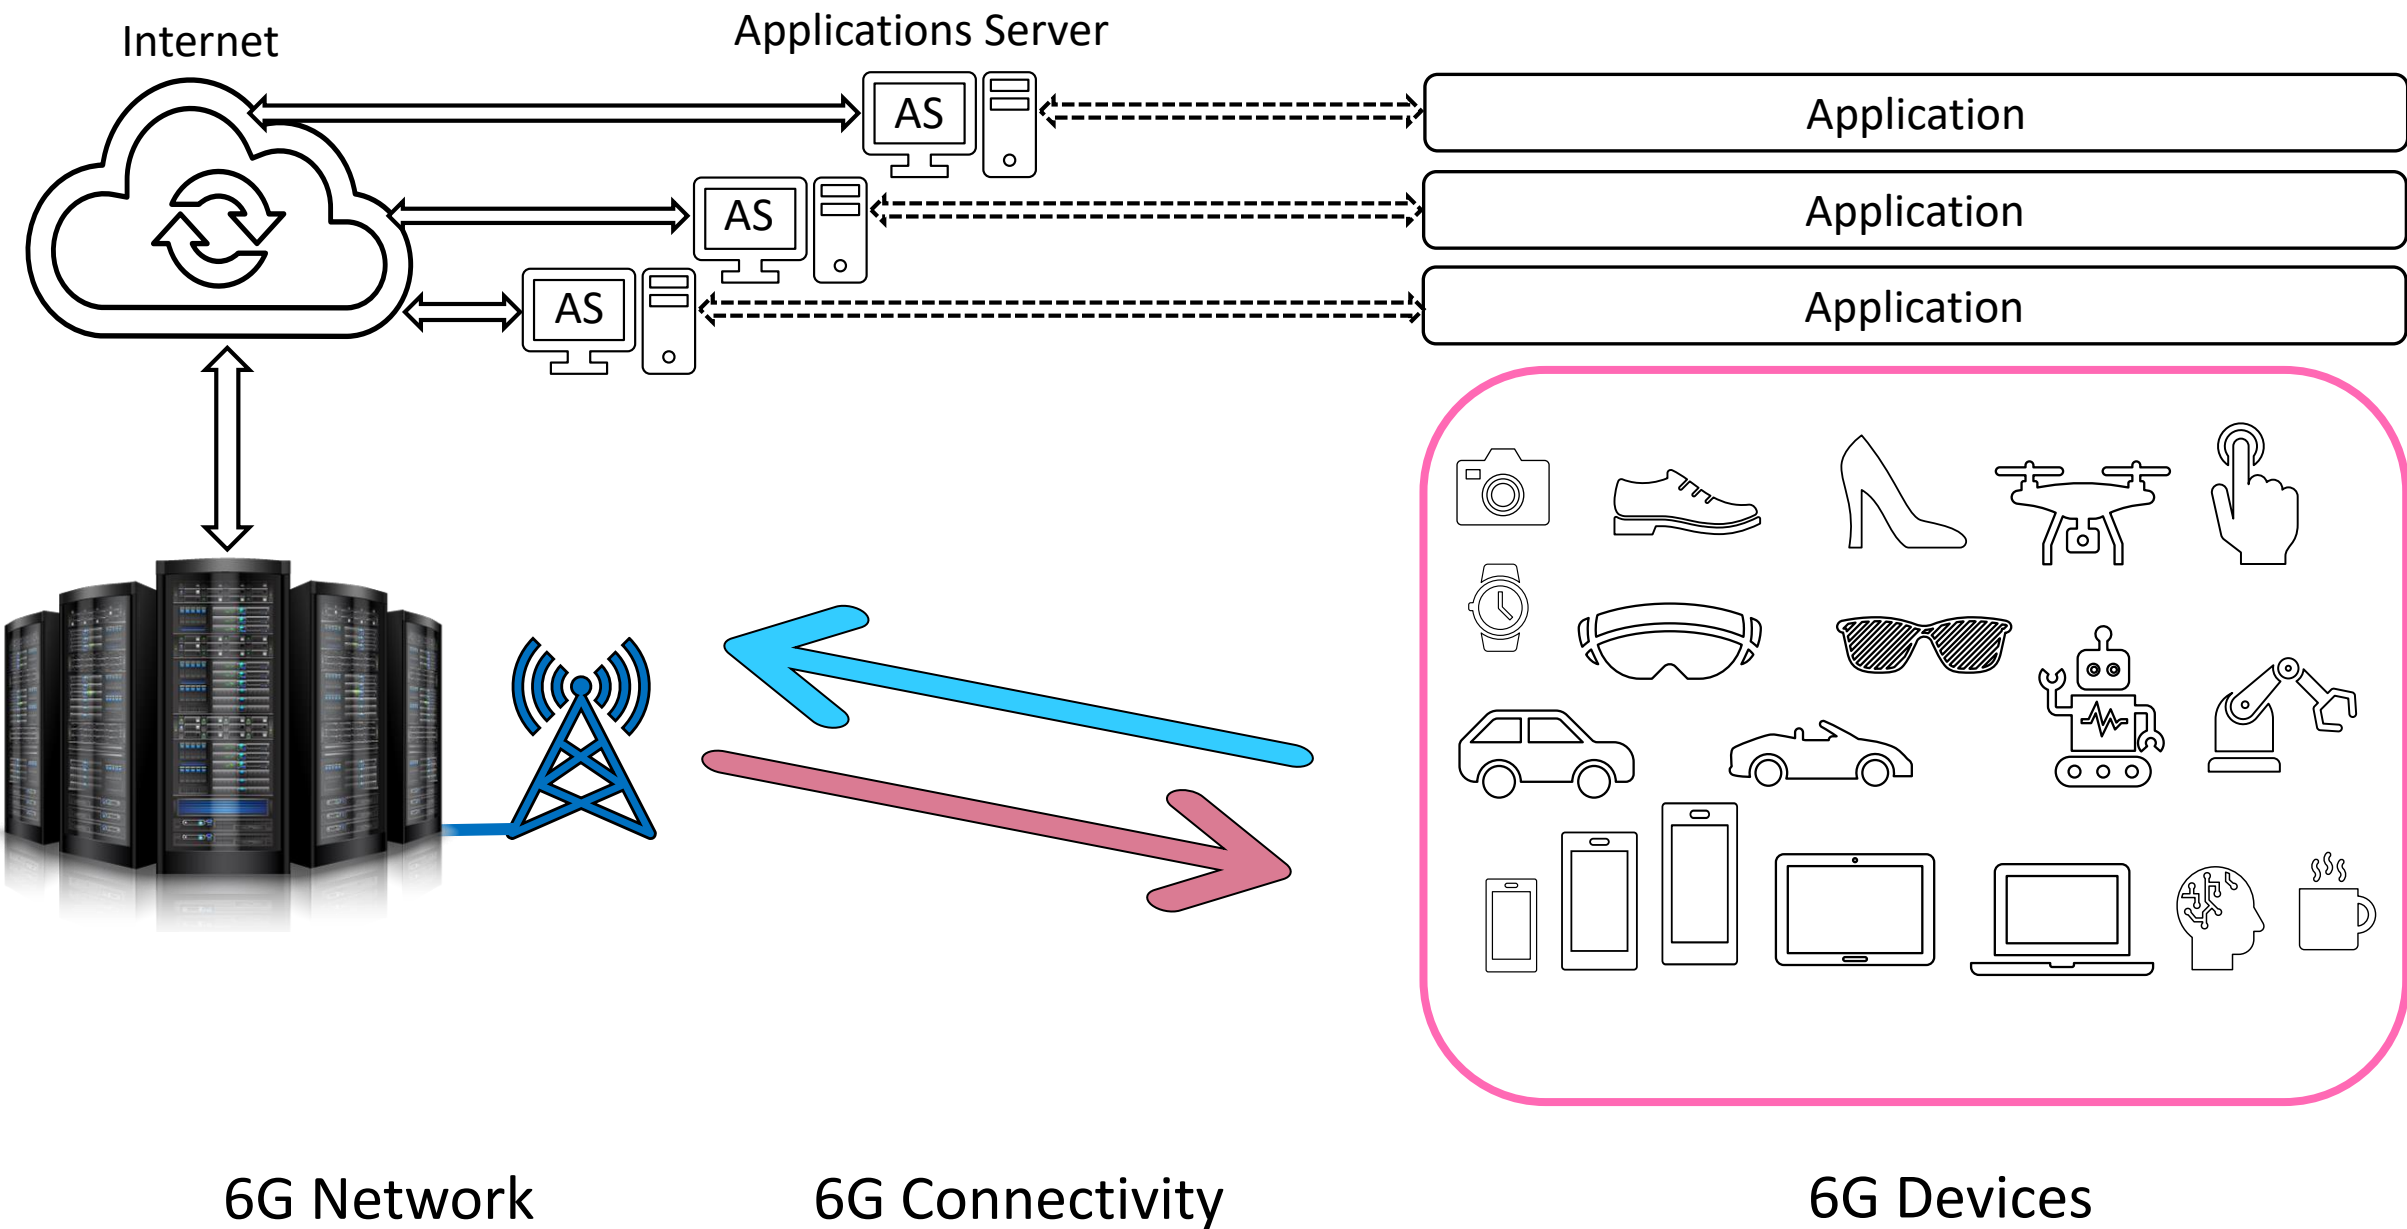 Internet
Applications Server
AS
Application
AS
Application
AS
Application
6G Network
6G Connectivity
6G Devices